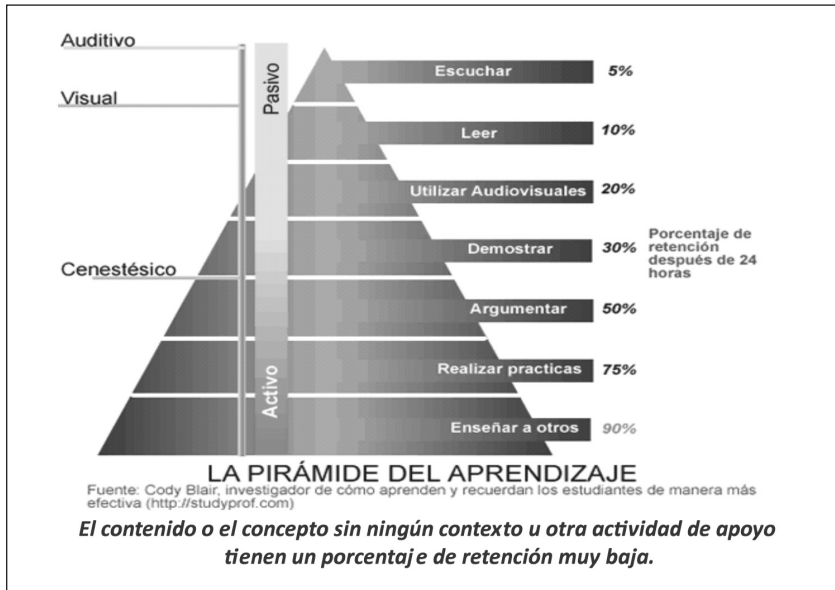 Auditivo
Visual
Cenestésico
Pasivo
Activo
Escuchar 5%
Leer 10%
Utilizar Audiovisuales 20%
Demostrar 30%
Argumentar 50%
Realizar practicas 75%
Enseñar a otros 90%
Porcentaje de
retención
después de 24
horas
LA PIRÁMIDE DEL APRENDIZAJE
Fuente: Cody Blair, investigador de cómo aprenden y recuerdan los estudiantes de manera más
efectiva (http://studyprof.com)
El contenido o el concepto sin ningún contexto u otra actividad de apoyo
tienen un porcentaje de retención muy baja.